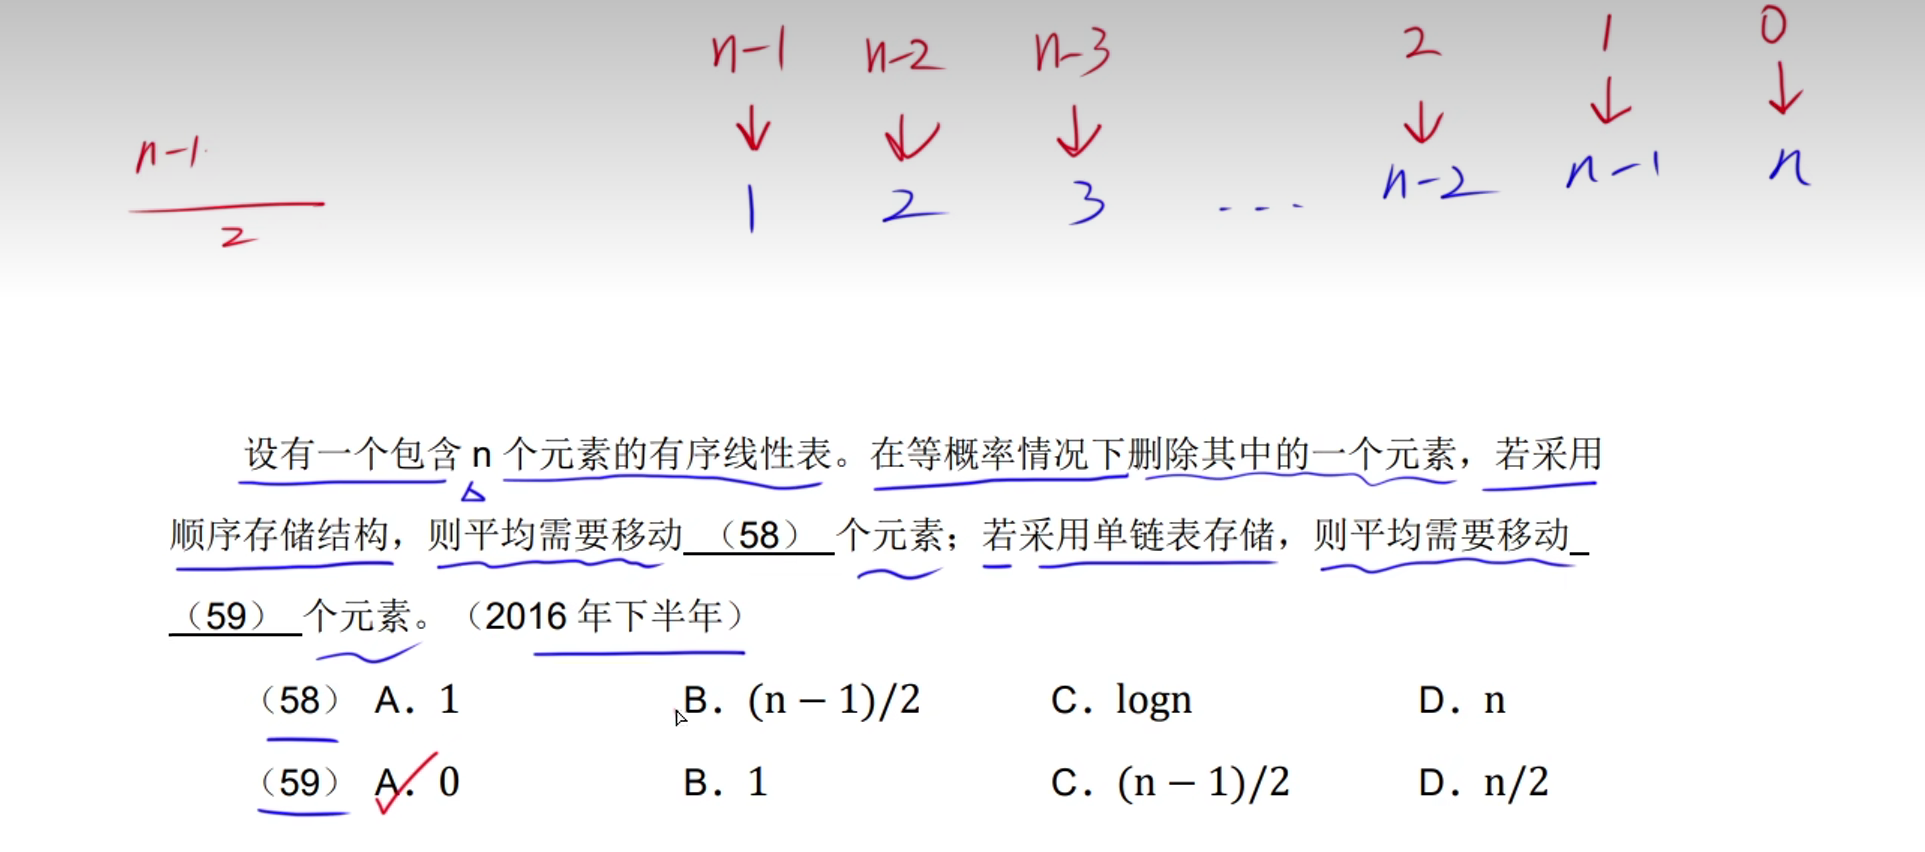 n-1 n-2 n-3 2 1 0
↓ ↓ ↓ ↓ ↓ ↓
1 2 3 ... n-2 n-1 n
n-1
2
设有一个包含 n 个元素的有序线性表。在等概率情况下删除其中的一个元素，若采用
顺序存储结构，则平均需要移动 （58） 个元素；若采用单链表存储，则平均需要移动
（59） 个元素。（2016 年下半年）
（58） A. 1 B. (n − 1)/2 C. logn D. n
（59） A. 0 B. 1 C. (n − 1)/2 D. n/2